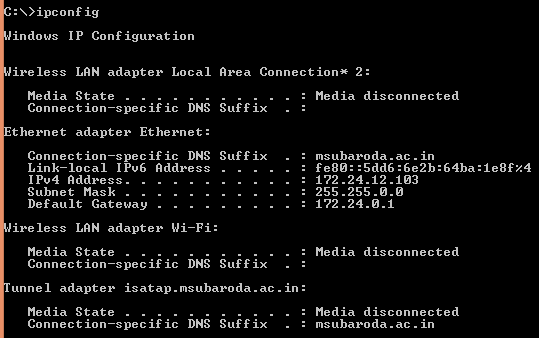 C:\>ipconfig
Windows IP Configuration
Wireless LAN adapter Local Area Connection* 2:
Media State . . . . . . . . . . . : Media disconnected
Connection-specific DNS Suffix  . :
Ethernet adapter Ethernet:
Connection-specific DNS Suffix  . : msubaroda.ac.in
Link-local IPv6 Address . . . . . : fe80::5dd6:6e2b:64ba:1e8f%4
IPv4 Address. . . . . . . . . . . : 172.24.12.103
Subnet Mask . . . . . . . . . . . : 255.255.0.0
Default Gateway . . . . . . . . . : 172.24.0.1
Wireless LAN adapter Wi-Fi:
Media State . . . . . . . . . . . : Media disconnected
Connection-specific DNS Suffix  . :
Tunnel adapter isatap.msubaroda.ac.in:
Media State . . . . . . . . . . . : Media disconnected
Connection-specific DNS Suffix  . : msubaroda.ac.in